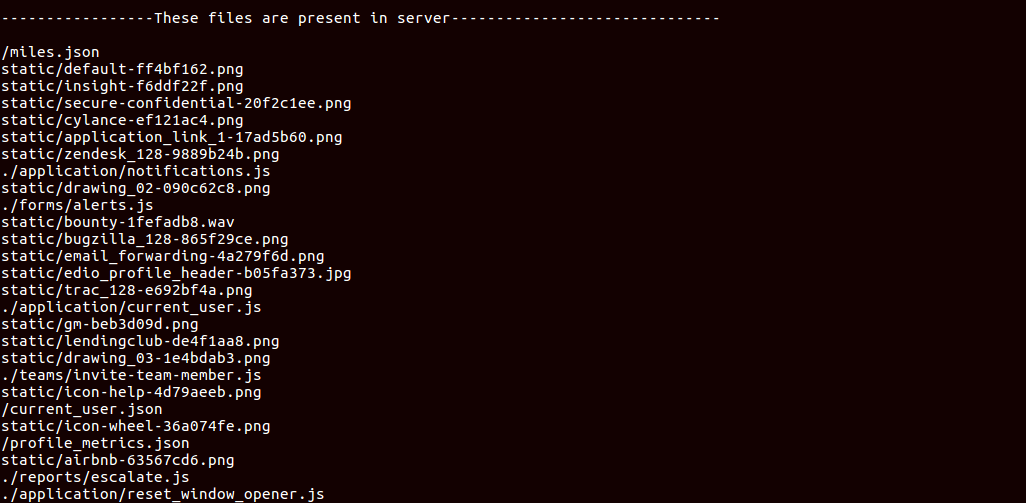 -----------------These files are present in server------------------------------
/miles.json
static/default-ff4bf162.png
static/insight-f6ddf22f.png
static/secure-confidential-20f2c1ee.png
static/cylance-ef121ac4.png
static/application_link_1-17ad5b60.png
static/zendesk_128-9889b24b.png
./application/notifications.js
static/drawing_02-090c62c8.png
./forms/alerts.js
static/bounty-1fefadb8.wav
static/bugzilla_128-865f29ce.png
static/email_forwarding-4a279f6d.png
static/edio_profile_header-b05fa373.jpg
static/trac_128-e692bf4a.png
./application/current_user.js
static/gm-beb3d09d.png
static/lendingclub-de4f1aa8.png
static/drawing_03-1e4bdab3.png
./teams/invite-team-member.js
static/icon-help-4d79aeeb.png
/current_user.json
static/icon-wheel-36a074fe.png
/profile_metrics.json
static/airbnb-63567cd6.png
./reports/escalate.js
./application/reset_window_opener.js